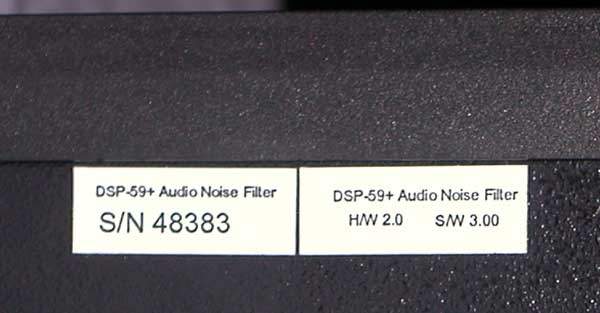 DSP-59+ Audio Noise Filter
S/N 48383
DSP-59+ Audio Noise Filter
H/W 2.0 S/W 3.00